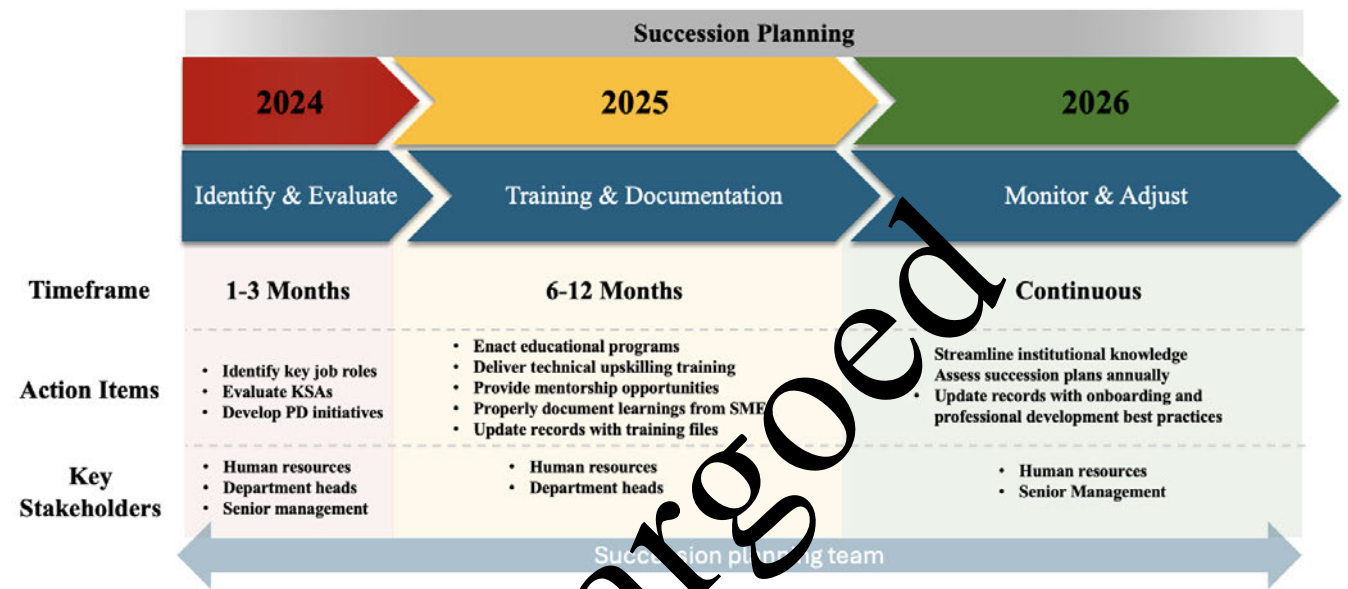 Succession Planning
2024
2025
2026
Identify & Evaluate
Training & Documentation
Monitor & Adjust
Timeframe
1-3 Months
6-12 Months
Continuous
Action Items
• Identify key job roles
• Evaluate KSAs
• Develop PD initiatives
• Enact educational programs
• Deliver technical upskilling training
• Provide mentorship opportunities
• Properly document learnings from SME
• Update records with training files
Streamline institutional knowledge
Assess succession plans annually
• Update records with onboarding and
professional development best practices
Key
Stakeholders
• Human resources
• Department heads
• Senior management
• Human resources
• Department heads
• Human resources
• Senior Management
Succession planning team
argoed